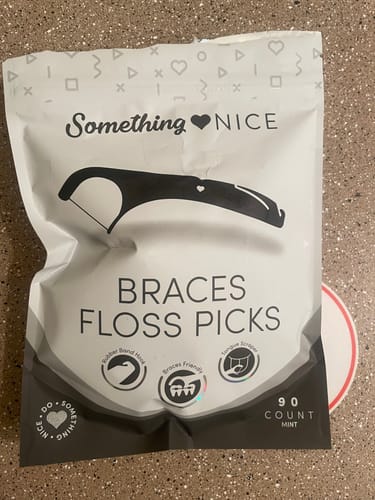 Something NICE
BRACES
FLOSS PICKS
Rubber Band Hook
Braces Friendly
Tongue Scraper
DO • SOMETHING • NICE •
90
COUNT
MINT